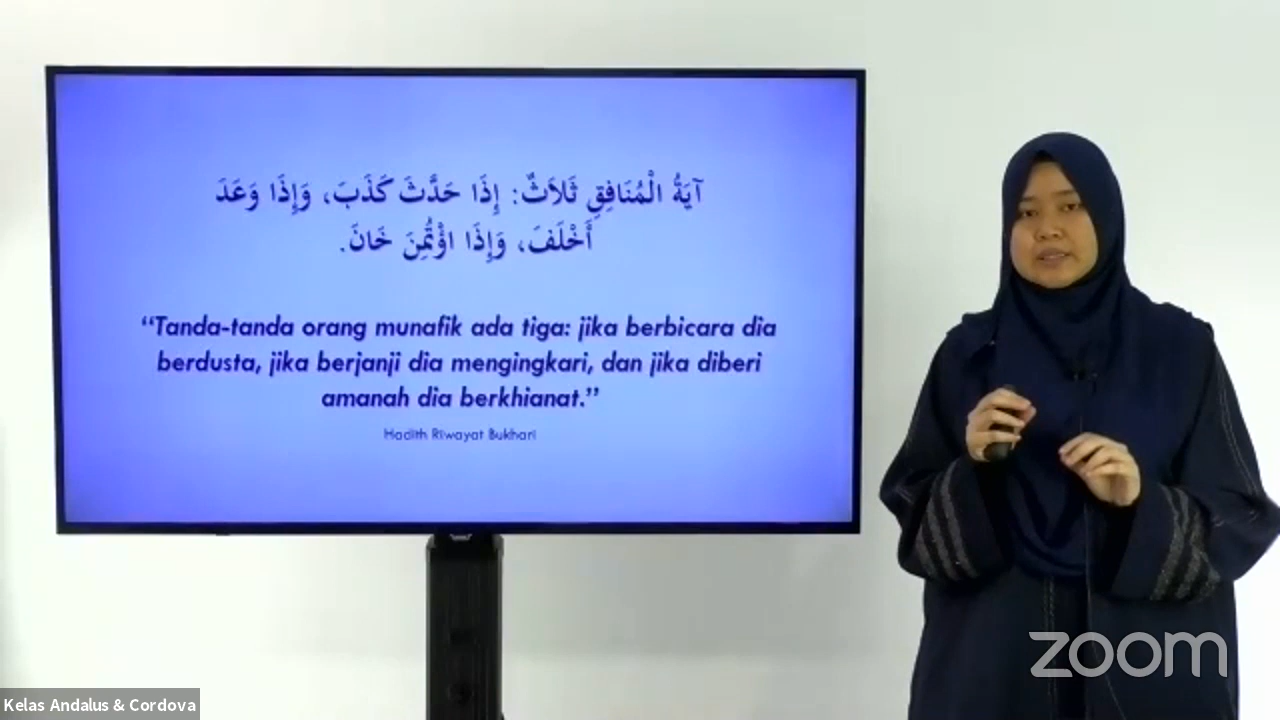 آيَةُ الْمُنَافِقِ ثَلَاثٌ: إِذَا حَدَّثَ كَذَبَ، وَإِذَا وَعَدَ
أَخْلَفَ، وَإِذَا اؤْتُمِنَ خَانَ.
“Tanda-tanda orang munafik ada tiga: jika berbicara dia
berdusta, jika berjanji dia mengingkari, dan jika diberi
amanah dia berkhianat.”
Hadith Riwayat Bukhari
zoom
Kelas Andalus & Cordova